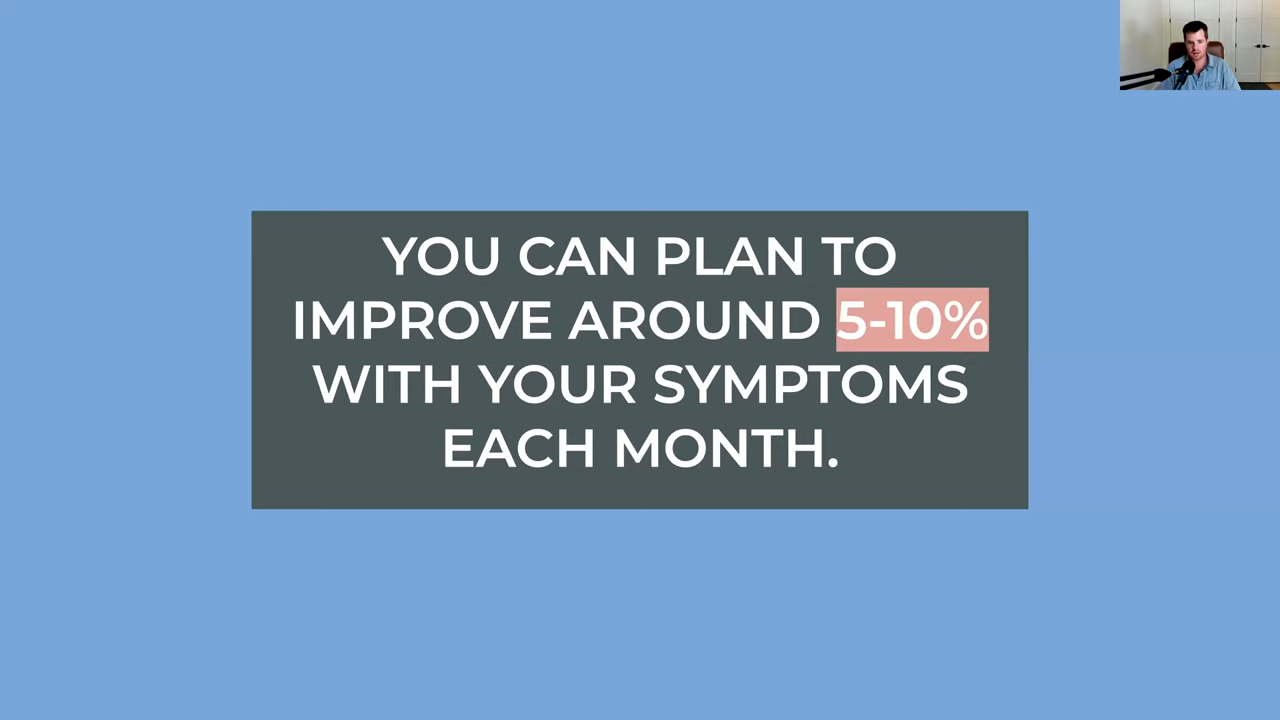 YOU CAN PLAN TO
IMPROVE AROUND 5-10%
WITH YOUR SYMPTOMS
EACH MONTH.